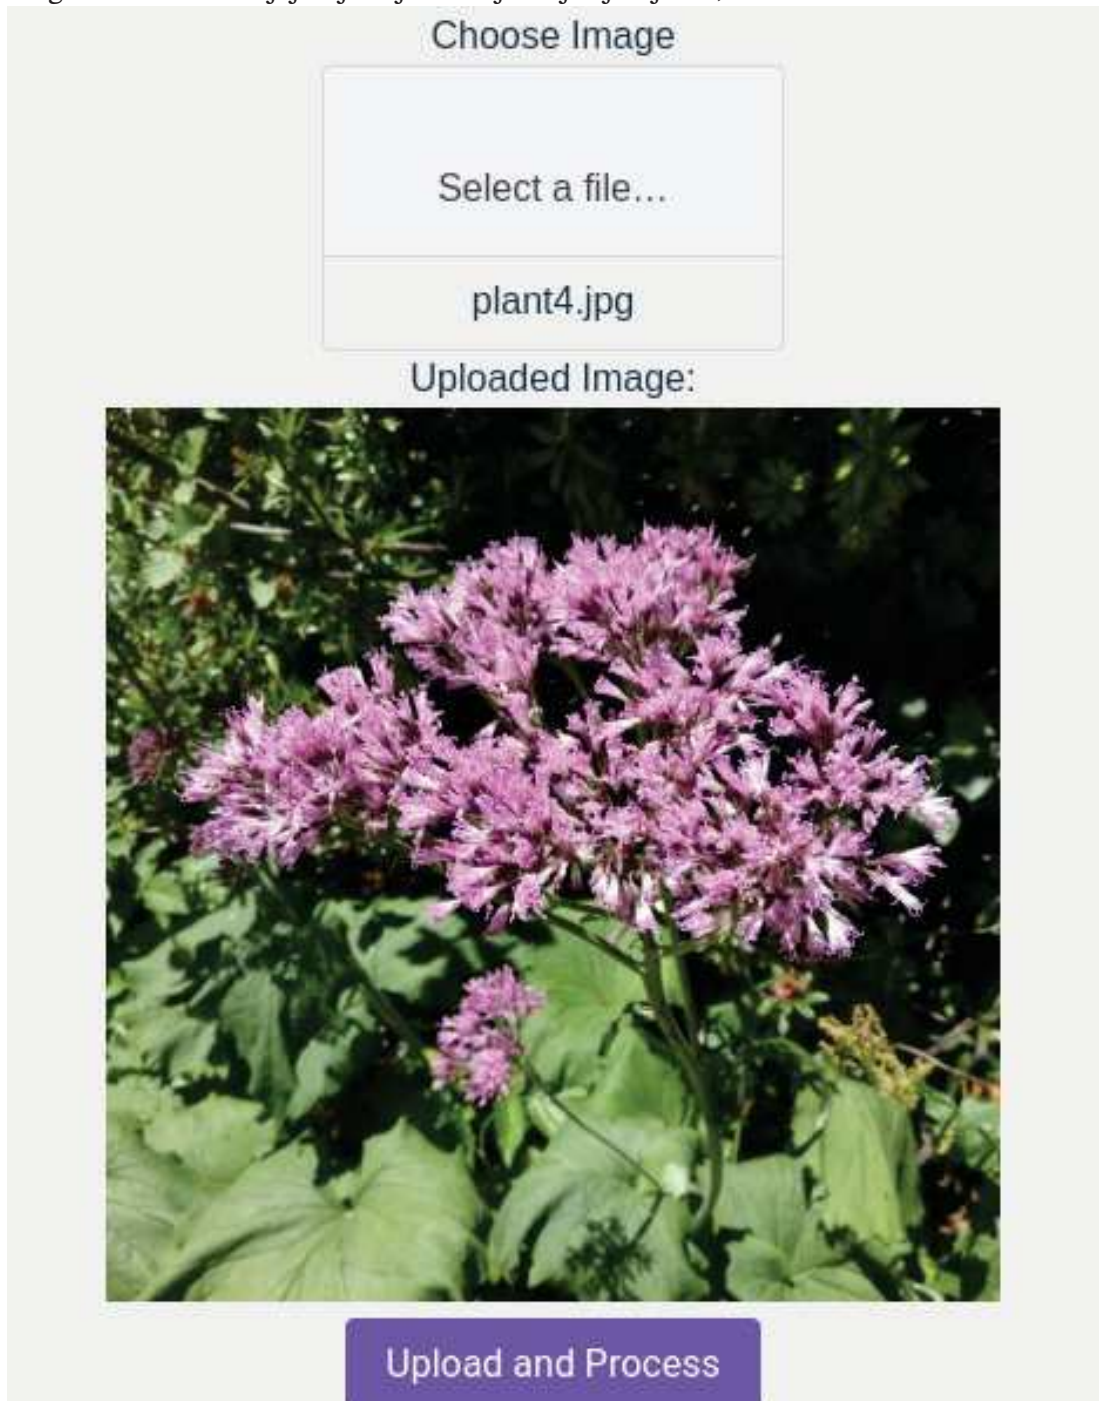 Choose Image
Select a file...
plant4.jpg
Uploaded Image:
Upload and Process